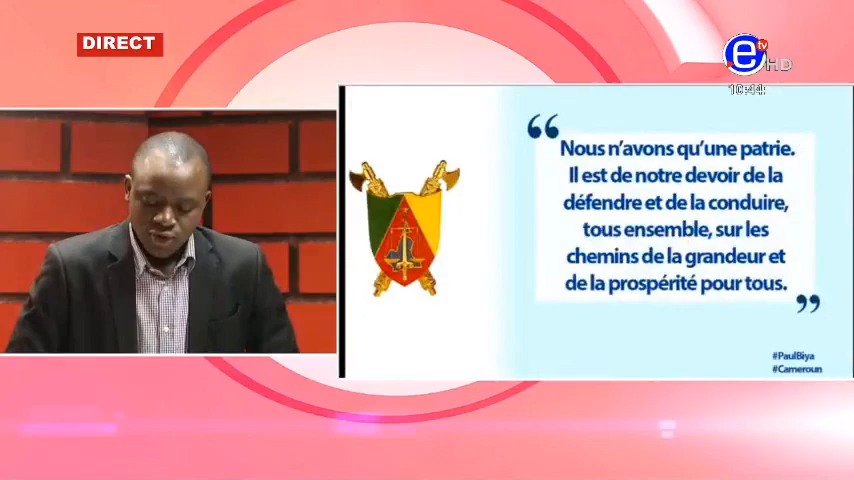 DIRECT
e tv HD
10:44
“ Nous n’avons qu’une patrie.
Il est de notre devoir de la
défendre et de la conduire,
tous ensemble, sur les
chemins de la grandeur et
de la prospérité pour tous. ”
#PaulBiya
#Cameroun